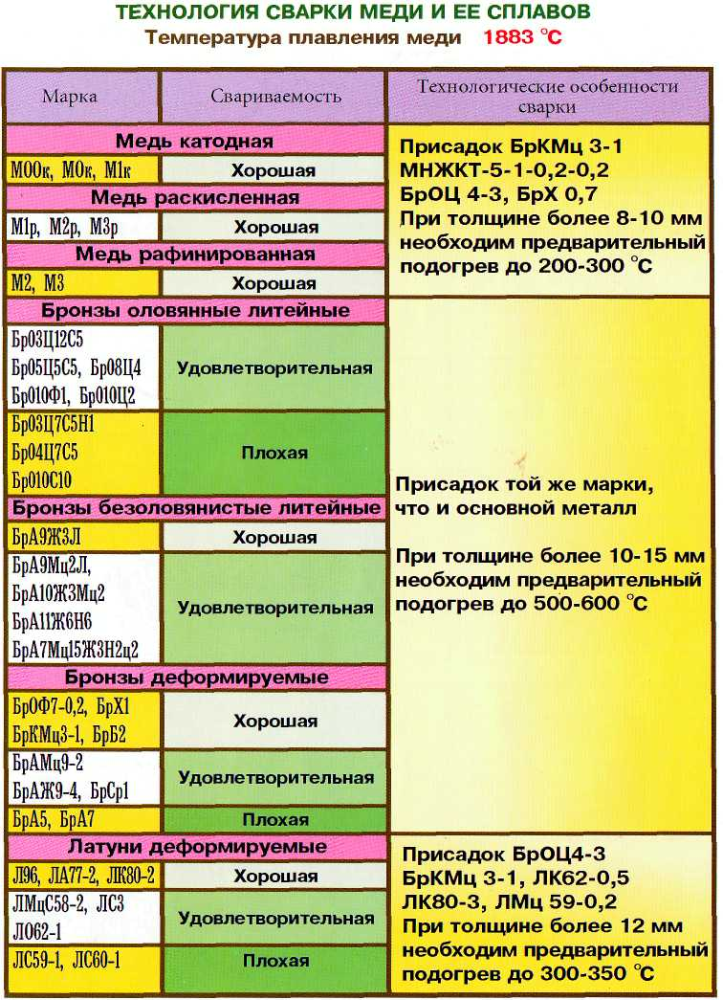 ТЕХНОЛОГИЯ СВАРКИ МЕДИ И ЕЕ СПЛАВОВ
Температура плавления меди 1883 °С
Марка
Свариваемость
Технологические особенности
сварки
Медь катодная
М00к, М0к, М1к
Хорошая
Медь раскисленная
М1р, М2р, М3р
Хорошая
Медь рафинированная
М2, М3
Хорошая
Присадок БрКМц 3-1
МНЖКТ-5-1-0,2-0,2
БрОЦ 4-3, БрХ 0,7
При толщине более 8-10 мм
необходим предварительный
подогрев до 200-300 °С
Бронзы оловянные литейные
Бр03Ц12С5
Бр05Ц5С5, Бр08Ц4
Бр010Ф1, Бр010Ц2
Удовлетворительная
Бр03Ц7С5Н1
Бр04Ц7С5
Бр010С10
Плохая
Бронзы безоловянистые литейные
БрА9Ж3Л
Хорошая
БрА9Мц2Л,
БрА10Ж3Мц2
БрА11Ж6Н6
БрА7Мц15Ж3Н2ц2
Удовлетворительная
Бронзы деформируемые
БрОФ7-0,2, БрХ1
БрКМц3-1, БрБ2
Хорошая
БрАМц9-2
БрАЖ9-4, БрСр1
Удовлетворительная
БрА5, БрА7
Плохая
Присадок той же марки,
что и основной металл
При толщине более 10-15 мм
необходим предварительный
подогрев до 500-600 °С
Латуни деформируемые
Л96, ЛА77-2, ЛК80-2
Хорошая
ЛМцС58-2, ЛС3
ЛО62-1
Удовлетворительная
ЛС59-1, ЛС60-1
Плохая
Присадок БрОЦ4-3
БрКМц 3-1, ЛК62-0,5
ЛК80-3, ЛМц 59-0,2
При толщине более 12 мм
необходим предварительный
подогрев до 300-350 °С